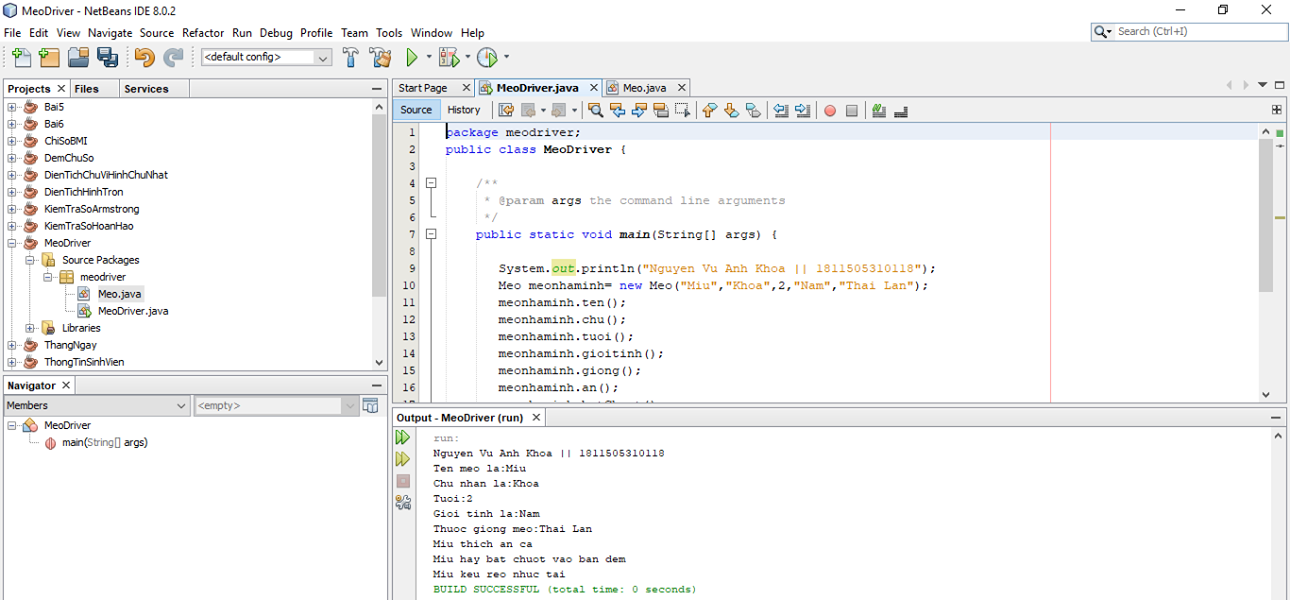 MeoDriver - NetBeans IDE 8.0.2
File Edit View Navigate Source Refactor Run Debug Profile Team Tools Window Help
Search (Ctrl+I)
<default config>
Projects Files Services
Bai5
Bai6
ChiSoBMI
DemChuSo
DienTichChuViHinhChuNhat
DienTichHinhTron
KiemTraSoArmstrong
KiemTraSoHoanHao
MeoDriver
Source Packages
meodriver
Meo.java
MeoDriver.java
Libraries
ThangNgay
ThongTinSinhVien
Navigator
Members <empty>
MeoDriver
main(String[] args)
Start Page MeoDriver.java Meo.java
Source History
1 package meodriver;
2 public class MeoDriver {
3
4 /**
5 * @param args the command line arguments
6 */
7 public static void main(String[] args) {
8
9 System.out.println("Nguyen Vu Anh Khoa || 1811505310118");
10 Meo meonhaminh= new Meo("Miu","Khoa",2,"Nam","Thai Lan");
11 meonhaminh.ten();
12 meonhaminh.chu();
13 meonhaminh.tuoi();
14 meonhaminh.gioitinh();
15 meonhaminh.giong();
16 meonhaminh.an();
Output - MeoDriver (run)
run:
Nguyen Vu Anh Khoa || 1811505310118
Ten meo la:Miu
Chu nhan la:Khoa
Tuoi:2
Gioi tinh la:Nam
Thuoc giong meo:Thai Lan
Miu thich an ca
Miu hay bat chuot vao ban dem
Miu keu reo nhuc tai
BUILD SUCCESSFUL (total time: 0 seconds)